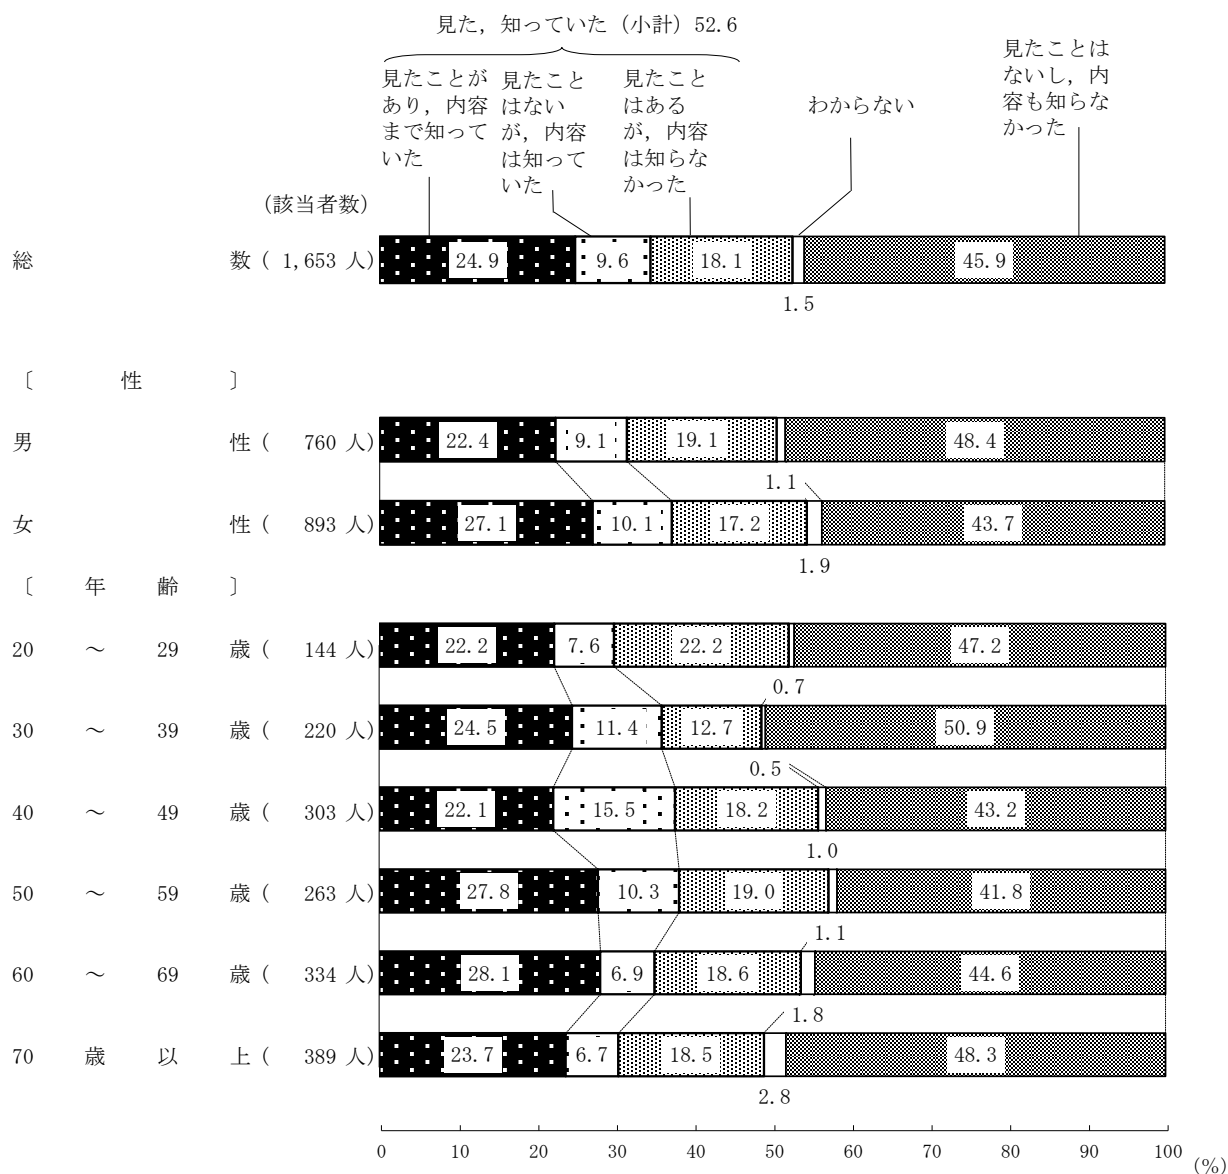 見た，知っていた（小計）52.6
見たことが
あり，内容
まで知って
いた
見たこと
はない
が，内容
は知って
いた
見たこと
はある
が，内容
は知らな
かった
わからない
見たことは
ないし，内
容も知らな
かった
（該当者数）
総 数（ 1,653 人） 24.9 9.6 18.1 45.9
1.5
〔 性 〕
男 性（ 760 人） 22.4 9.1 19.1 48.4
1.1
女 性（ 893 人） 27.1 10.1 17.2 43.7
1.9
〔 年 齢 〕
20 ～ 29 歳（ 144 人） 22.2 7.6 22.2 47.2
0.7
30 ～ 39 歳（ 220 人） 24.5 11.4 12.7 50.9
0.5
40 ～ 49 歳（ 303 人） 22.1 15.5 18.2 43.2
1.0
50 ～ 59 歳（ 263 人） 27.8 10.3 19.0 41.8
1.1
60 ～ 69 歳（ 334 人） 28.1 6.9 18.6 44.6
1.8
70 歳 以 上（ 389 人） 23.7 6.7 18.5 48.3
2.8
0 10 20 30 40 50 60 70 80 90 100
(%)